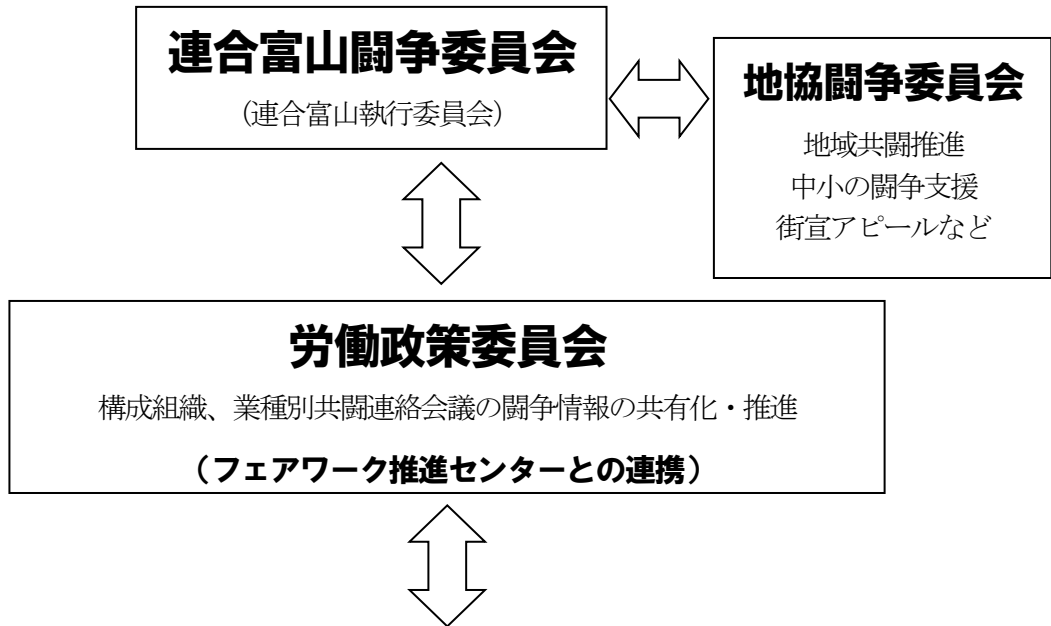 連合富山闘争委員会
（連合富山執行委員会）
地協闘争委員会
地域共闘推進
中小の闘争支援
街宣アピールなど
労働政策委員会
構成組織、業種別共闘連絡会議の闘争情報の共有化・推進
（フェアワーク推進センターとの連携）